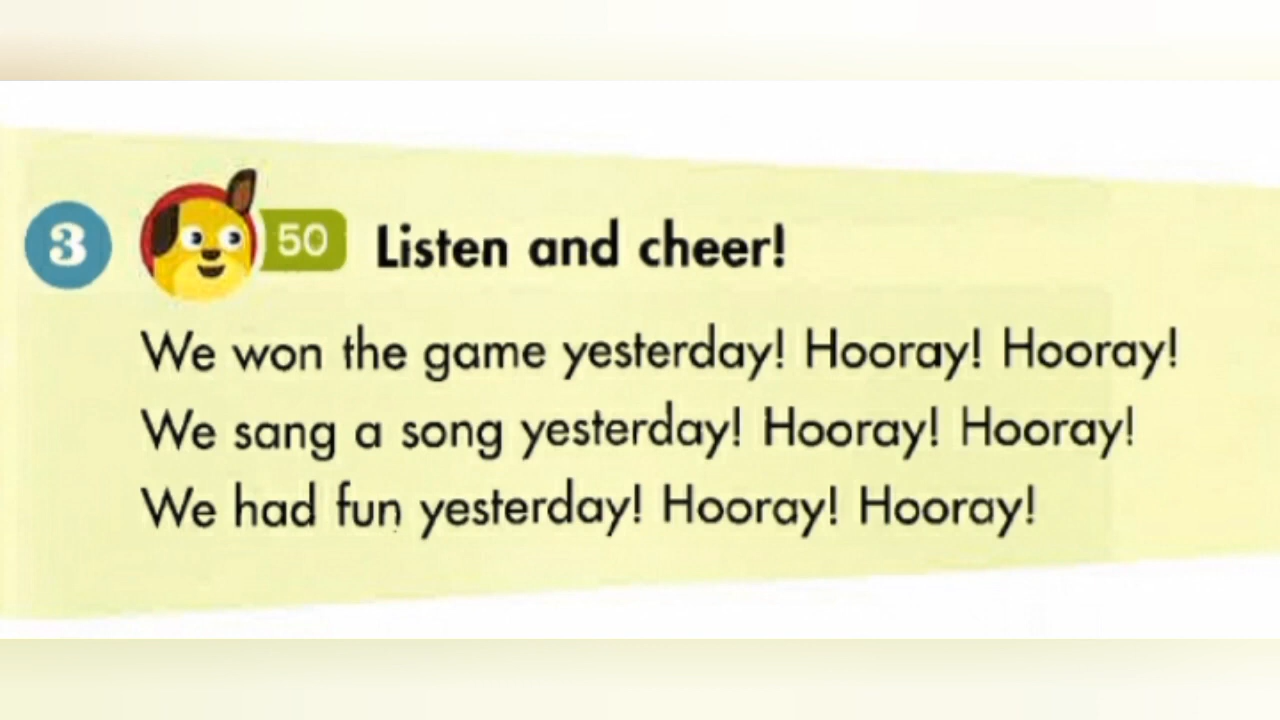 3 50 Listen and cheer!
We won the game yesterday! Hooray! Hooray!
We sang a song yesterday! Hooray! Hooray!
We had fun yesterday! Hooray! Hooray!